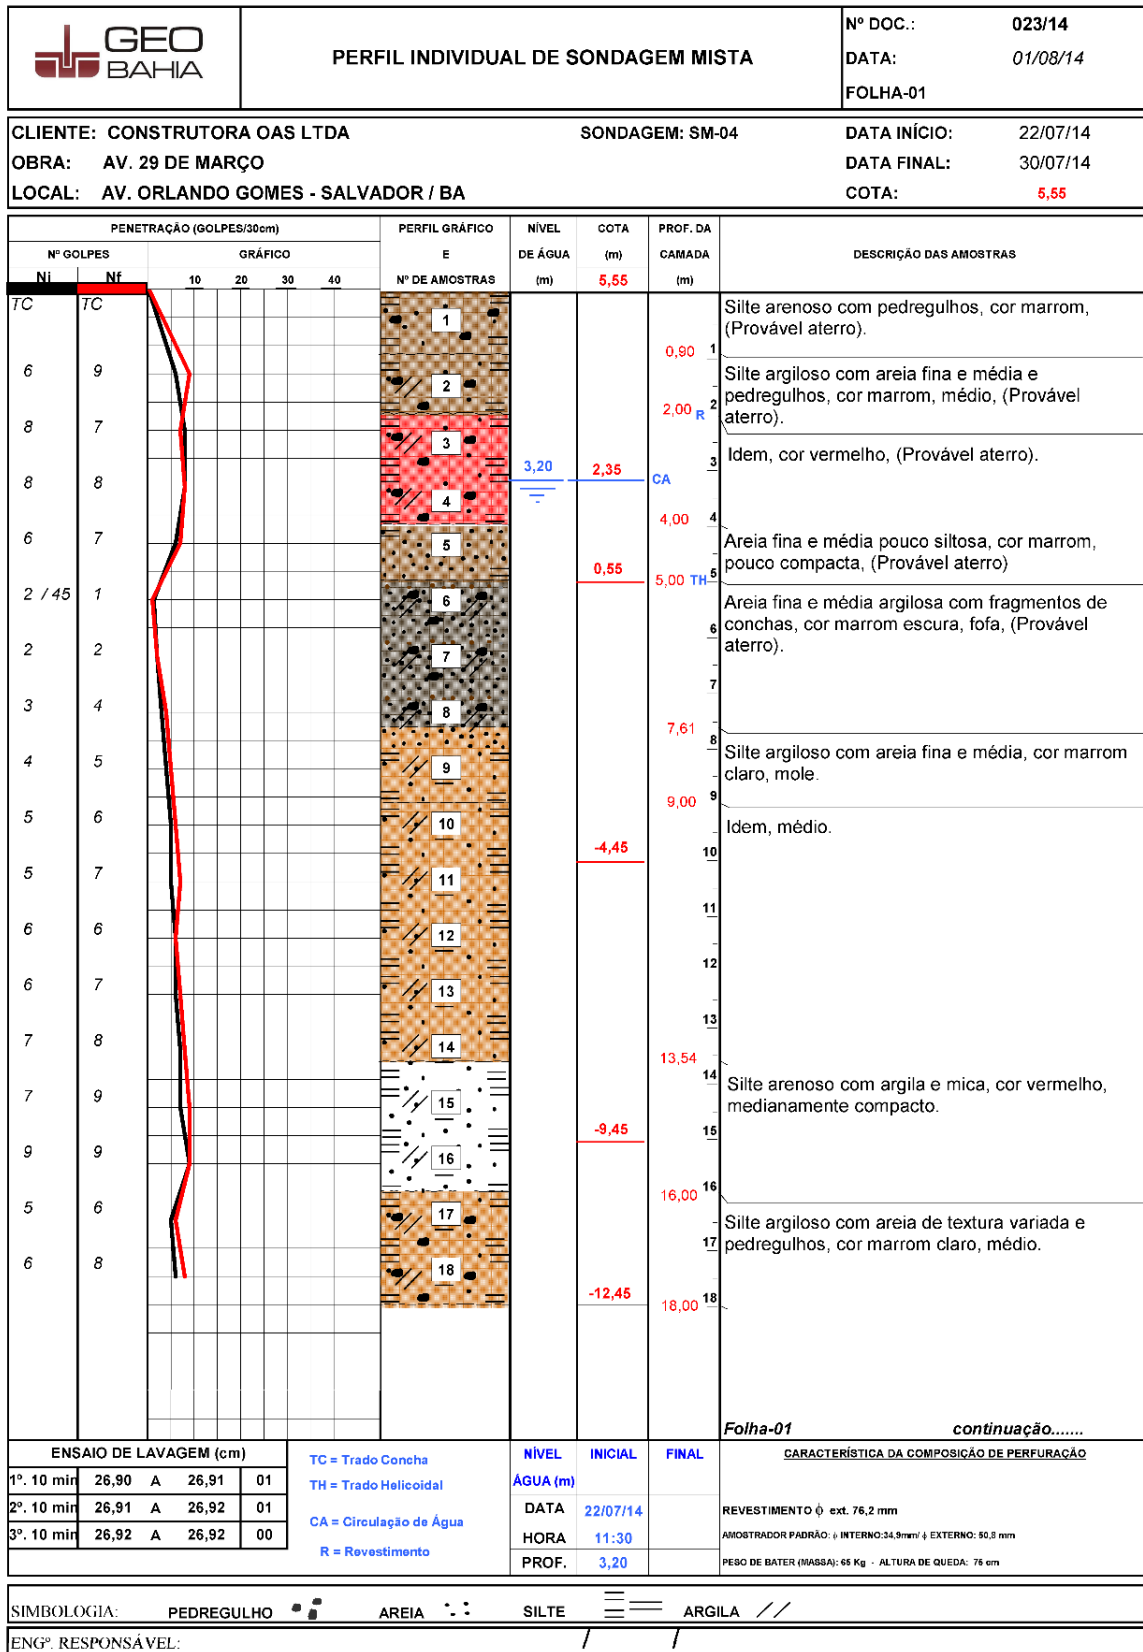 GEO
BAHIA
PERFIL INDIVIDUAL DE SONDAGEM MISTA
Nº DOC.: 023/14
DATA: 01/08/14
FOLHA-01
CLIENTE: CONSTRUTORA OAS LTDA SONDAGEM: SM-04 DATA INÍCIO: 22/07/14
OBRA: AV. 29 DE MARÇO DATA FINAL: 30/07/14
LOCAL: AV. ORLANDO GOMES - SALVADOR / BA COTA: 5,55
PENETRAÇÃO (GOLPES/30cm) PERFIL GRÁFICO NÍVEL COTA PROF. DA
Nº GOLPES GRÁFICO E DE ÁGUA (m) CAMADA DESCRIÇÃO DAS AMOSTRAS
Ni Nf 10 20 30 40 Nº DE AMOSTRAS (m) 5,55 (m)
TC TC
1 Silte arenoso com pedregulhos, cor marrom,
(Provável aterro).
0,90 1
6 9 2 Silte argiloso com areia fina e média e
pedregulhos, cor marrom, médio, (Provável
2,00 R 2 aterro).
8 7 3 Idem, cor vermelho, (Provável aterro).
3,20 2,35 3
8 8 4 CA
4,00 4
6 7 5 Areia fina e média pouco siltosa, cor marrom,
pouco compacta, (Provável aterro)
0,55 5,00 TH 5
2 / 45 1 6 Areia fina e média argilosa com fragmentos de
conchas, cor marrom escura, fofa, (Provável
6 aterro).
2 2 7
7
3 4 8
7,61 8
4 5 9 Silte argiloso com areia fina e média, cor marrom
claro, mole.
9,00 9
5 6 10 Idem, médio.
-4,45 10
5 7 11
11
6 6 12
12
6 7 13
13
7 8 14
13,54 14
7 9 15 Silte arenoso com argila e mica, cor vermelho,
medianamente compacto.
-9,45 15
9 9 16
16,00 16
5 6 17 Silte argiloso com areia de textura variada e
17 pedregulhos, cor marrom claro, médio.
6 8 18
-12,45 18,00 18
Folha-01 continuação.......
ENSAIO DE LAVAGEM (cm)
1º. 10 min 26,90 A 26,91 01
2º. 10 min 26,91 A 26,92 01
3º. 10 min 26,92 A 26,92 00
TC = Trado Concha
TH = Trado Helicoidal
CA = Circulação de Água
R = Revestimento
NÍVEL INICIAL FINAL
ÁGUA (m)
DATA 22/07/14
HORA 11:30
PROF. 3,20
CARACTERÍSTICA DA COMPOSIÇÃO DE PERFURAÇÃO
REVESTIMENTO ϕ ext. 76,2 mm
AMOSTRADOR PADRÃO: ϕ INTERNO:34,9mm/ ϕ EXTERNO: 50,8 mm
PESO DE BATER (MASSA): 65 Kg - ALTURA DE QUEDA: 75 cm
SIMBOLOGIA: PEDREGULHO AREIA SILTE ARGILA
ENGº. RESPONSÁVEL: / /